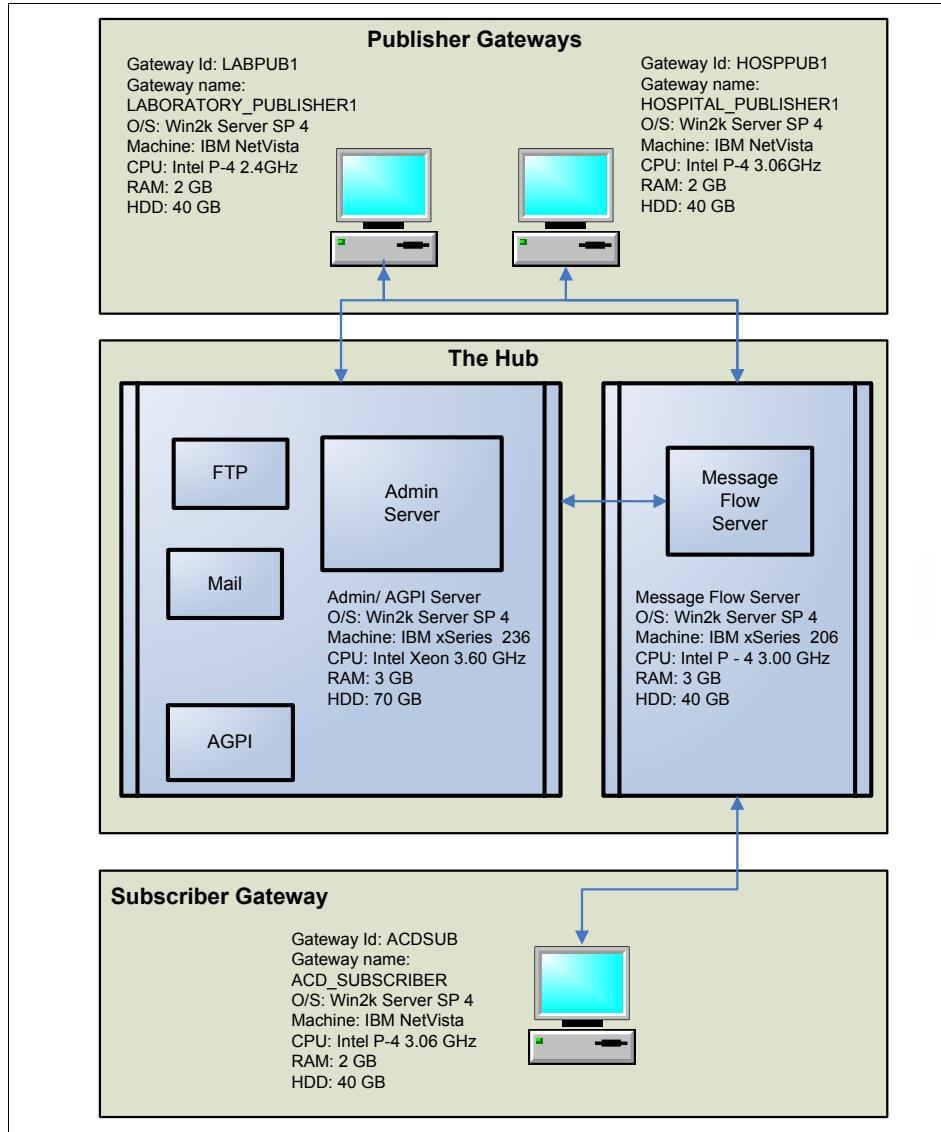 Publisher Gateways
Gateway Id: LABPUB1
Gateway name:
LABORATORY_PUBLISHER1
O/S: Win2k Server SP 4
Machine: IBM NetVista
CPU: Intel P-4 2.4GHz
RAM: 2 GB
HDD: 40 GB
Gateway Id: HOSPPUB1
Gateway name:
HOSPITAL_PUBLISHER1
O/S: Win2k Server SP 4
Machine: IBM NetVista
CPU: Intel P-4 3.06GHz
RAM: 2 GB
HDD: 40 GB
The Hub
FTP
Mail
AGPI
Admin
Server
Admin/ AGPI Server
O/S: Win2k Server SP 4
Machine: IBM xSeries  236
CPU: Intel Xeon 3.60 GHz
RAM: 3 GB
HDD: 70 GB
Message
Flow
Server
Message Flow Server
O/S: Win2k Server SP 4
Machine: IBM xSeries  206
CPU: Intel P - 4 3.00 GHz
RAM: 3 GB
HDD: 40 GB
Subscriber Gateway
Gateway Id: ACDSUB
Gateway name:
ACD_SUBSCRIBER
O/S: Win2k Server SP 4
Machine: IBM NetVista
CPU: Intel P-4 3.06 GHz
RAM: 2 GB
HDD: 40 GB